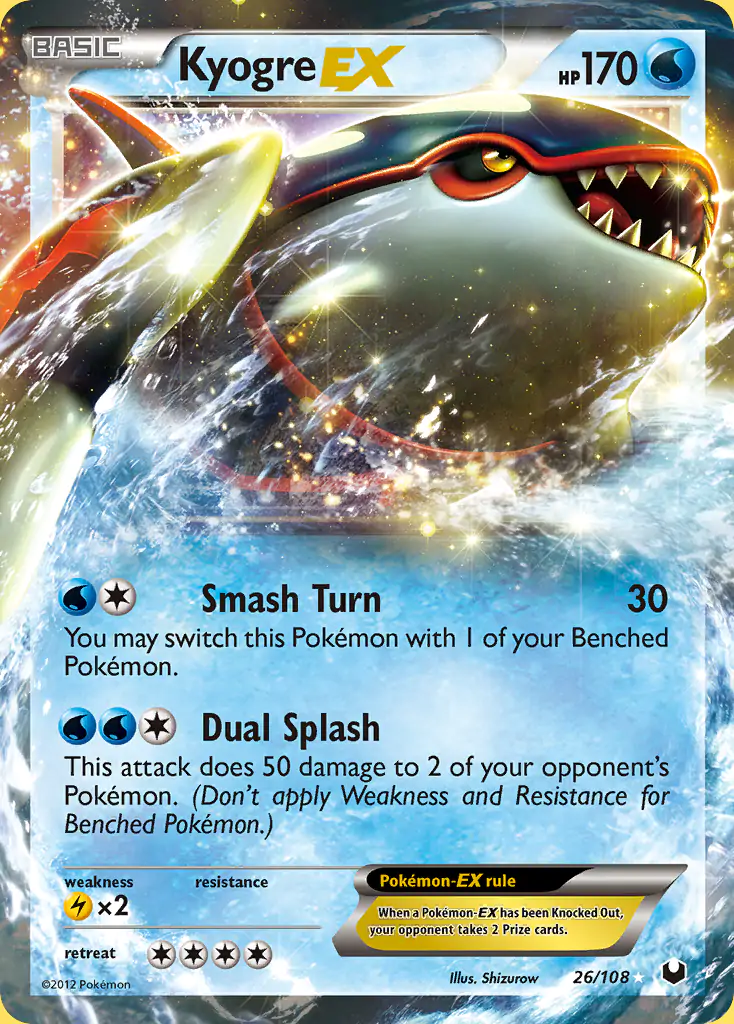 BASIC
Kyogre EX
HP 170
Smash Turn 30
You may switch this Pokémon with 1 of your Benched
Pokémon.
Dual Splash
This attack does 50 damage to 2 of your opponent's
Pokémon. (Don't apply Weakness and Resistance for
Benched Pokémon.)
weakness resistance
×2
retreat
Pokémon-EX rule
When a Pokémon-EX has been Knocked Out,
your opponent takes 2 Prize cards.
©2012 Pokémon
Illus. Shizurow
26/108